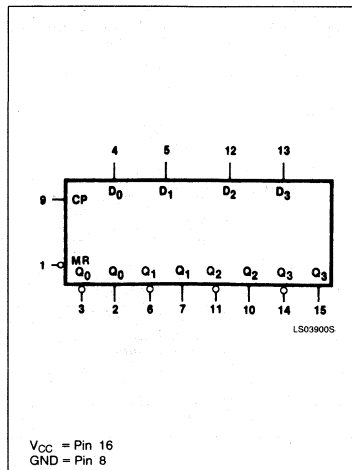 4 5 12 13
D0 D1 D2 D3
9 CP
1 MR
Q0 Q0 Q1 Q1 Q2 Q2 Q3 Q3
3 2 6 7 11 10 14 15
LS03900S
VCC = Pin 16
GND = Pin 8